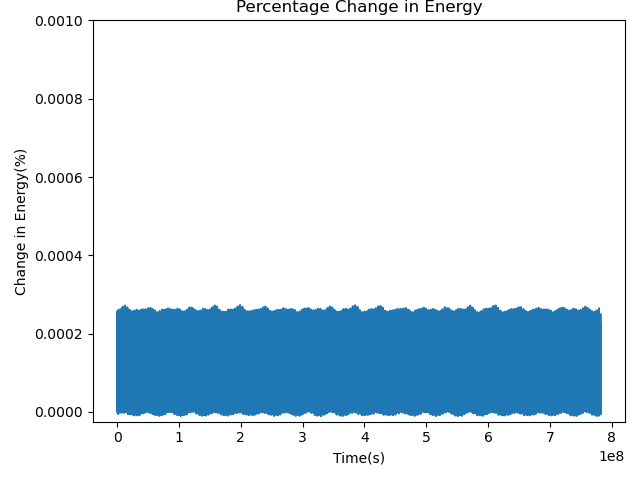 Percentage Change in Energy
0.0010
0.0008
0.0006
0.0004
0.0002
0.0000
Change in Energy(%)
0 1 2 3 4 5 6 7 8
1e8
Time(s)